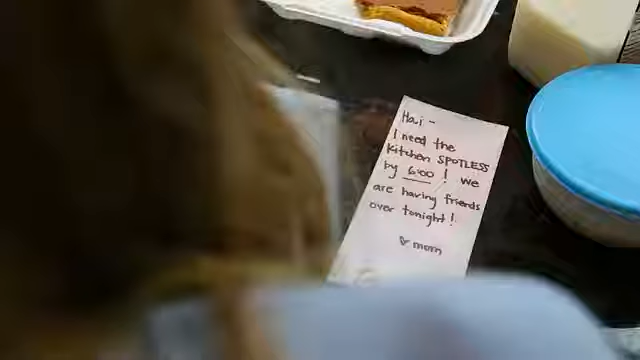 Hai -
I need the
kitchen SPOTLESS
by 6:00! We
are having friends
over tonight!
♡ mom